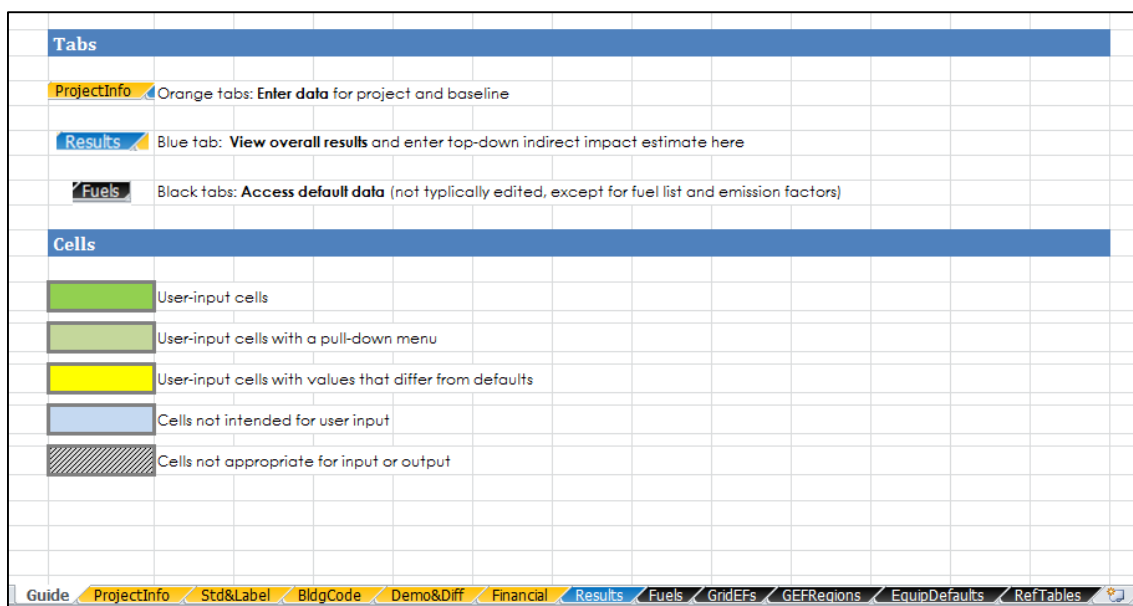 Tabs
ProjectInfo Orange tabs: Enter data for project and baseline
Results Blue tab: View overall results and enter top-down indirect impact estimate here
Fuels Black tabs: Access default data (not typlically edited, except for fuel list and emission factors)
Cells
User-input cells
User-input cells with a pull-down menu
User-input cells with values that differ from defaults
Cells not intended for user input
Cells not appropriate for input or output
Guide ProjectInfo Std&Label BldgCode Demo&Diff Financial Results Fuels GridEFs GEFRegions EquipDefaults RefTables